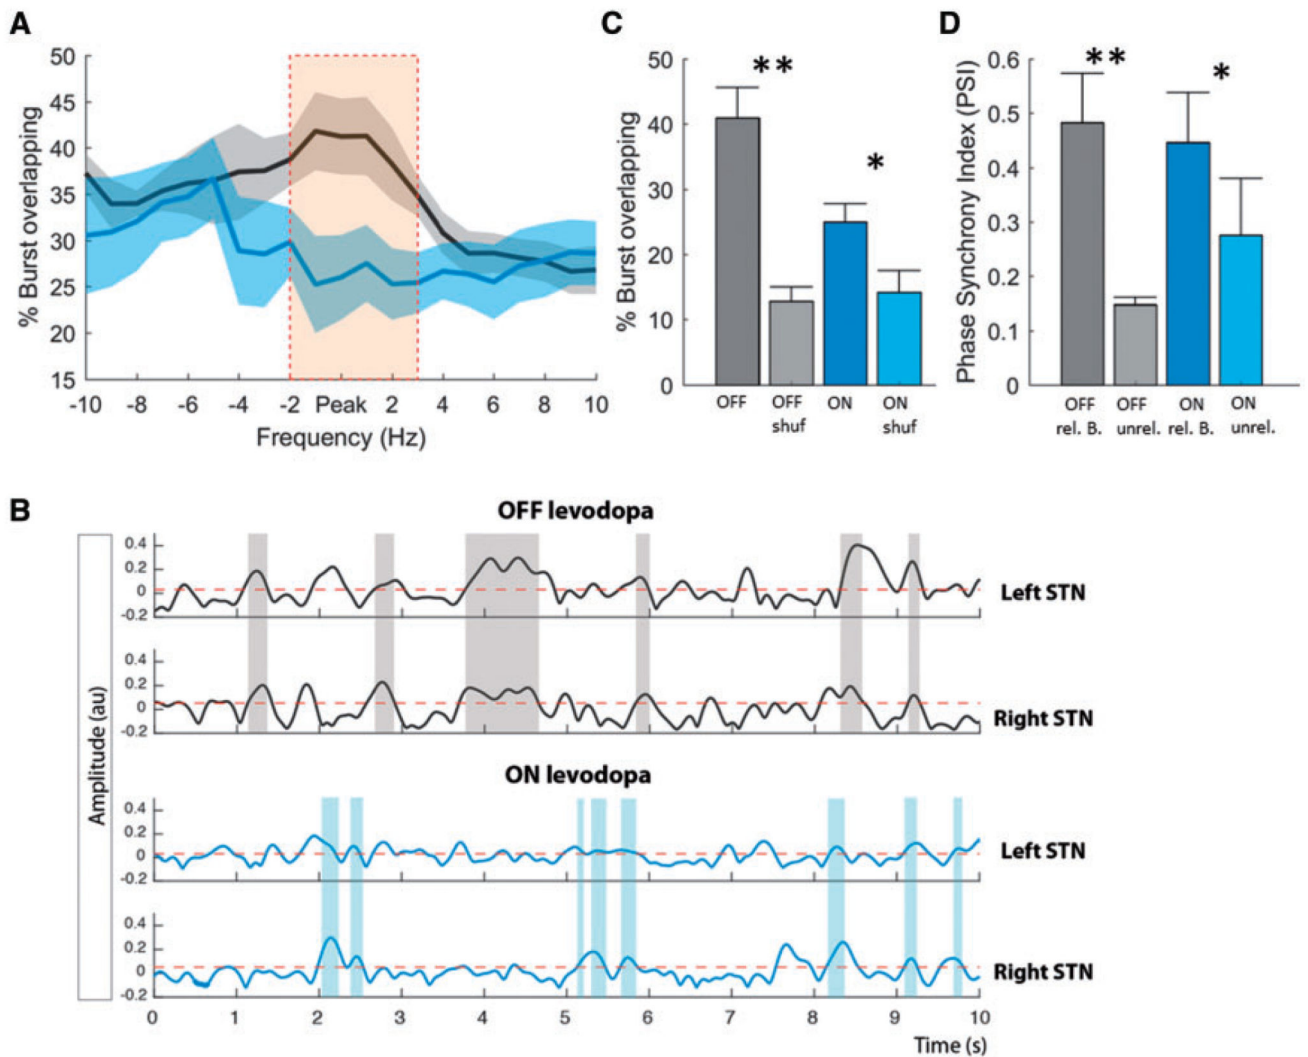 A
% Burst overlapping
50
45
40
35
30
25
20
15
-10
-8
-6
-4
-2
Peak
2
4
6
8
10
Frequency (Hz)
C
% Burst overlapping
50
40
30
20
10
0
**
*
OFF
OFF
shuf
ON
ON
shuf
D
Phase Synchrony Index (PSI)
0.6
0.5
0.4
0.3
0.2
0.1
0
**
*
OFF
rel. B.
OFF
unrel.
ON
rel. B.
ON
unrel.
B
OFF levodopa
Amplitude (au)
0.4
0.2
0
-0.2
Left STN
0.4
0.2
0
-0.2
Right STN
ON levodopa
0.4
0.2
0
-0.2
Left STN
0.4
0.2
0
-0.2
Right STN
0
1
2
3
4
5
6
7
8
9
10
Time (s)